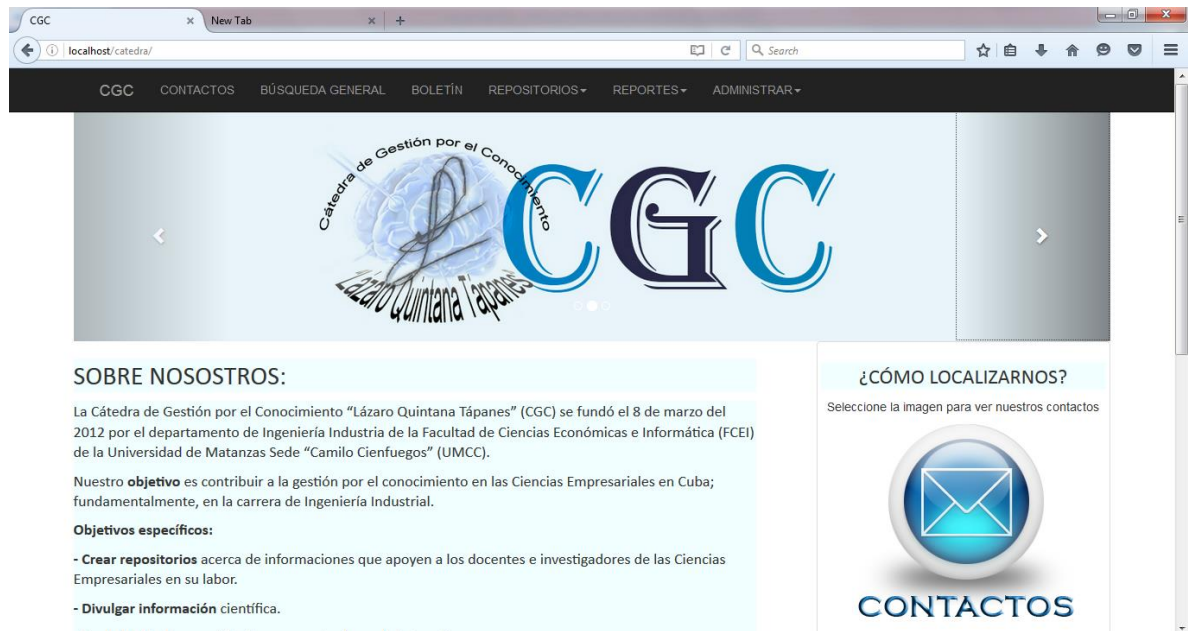 CGC
New Tab
localhost/catedra/
Search
CGC CONTACTOS BÚSQUEDA GENERAL BOLETÍN REPOSITORIOS REPORTES ADMINISTRAR
Cátedra de Gestión por el Conocimiento
"Lázaro Quintana Tápanes"
CGC
SOBRE NOSOSTROS:
La Cátedra de Gestión por el Conocimiento “Lázaro Quintana Tápanes” (CGC) se fundó el 8 de marzo del
2012 por el departamento de Ingeniería Industria de la Facultad de Ciencias Económicas e Informática (FCEI)
de la Universidad de Matanzas Sede “Camilo Cienfuegos” (UMCC).
Nuestro objetivo es contribuir a la gestión por el conocimiento en las Ciencias Empresariales en Cuba;
fundamentalmente, en la carrera de Ingeniería Industrial.
Objetivos específicos:
- Crear repositorios acerca de informaciones que apoyen a los docentes e investigadores de las Ciencias
Empresariales en su labor.
- Divulgar información científica.
¿CÓMO LOCALIZARNOS?
Seleccione la imagen para ver nuestros contactos
CONTACTOS